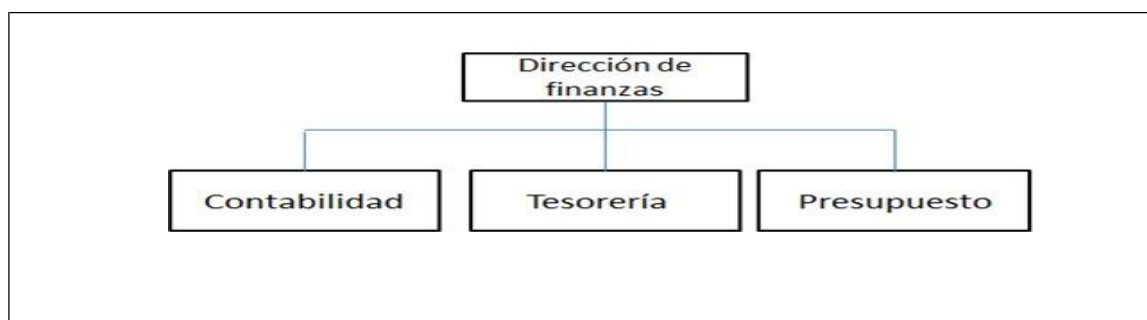 Dirección de
finanzas
Contabilidad
Tesorería
Presupuesto